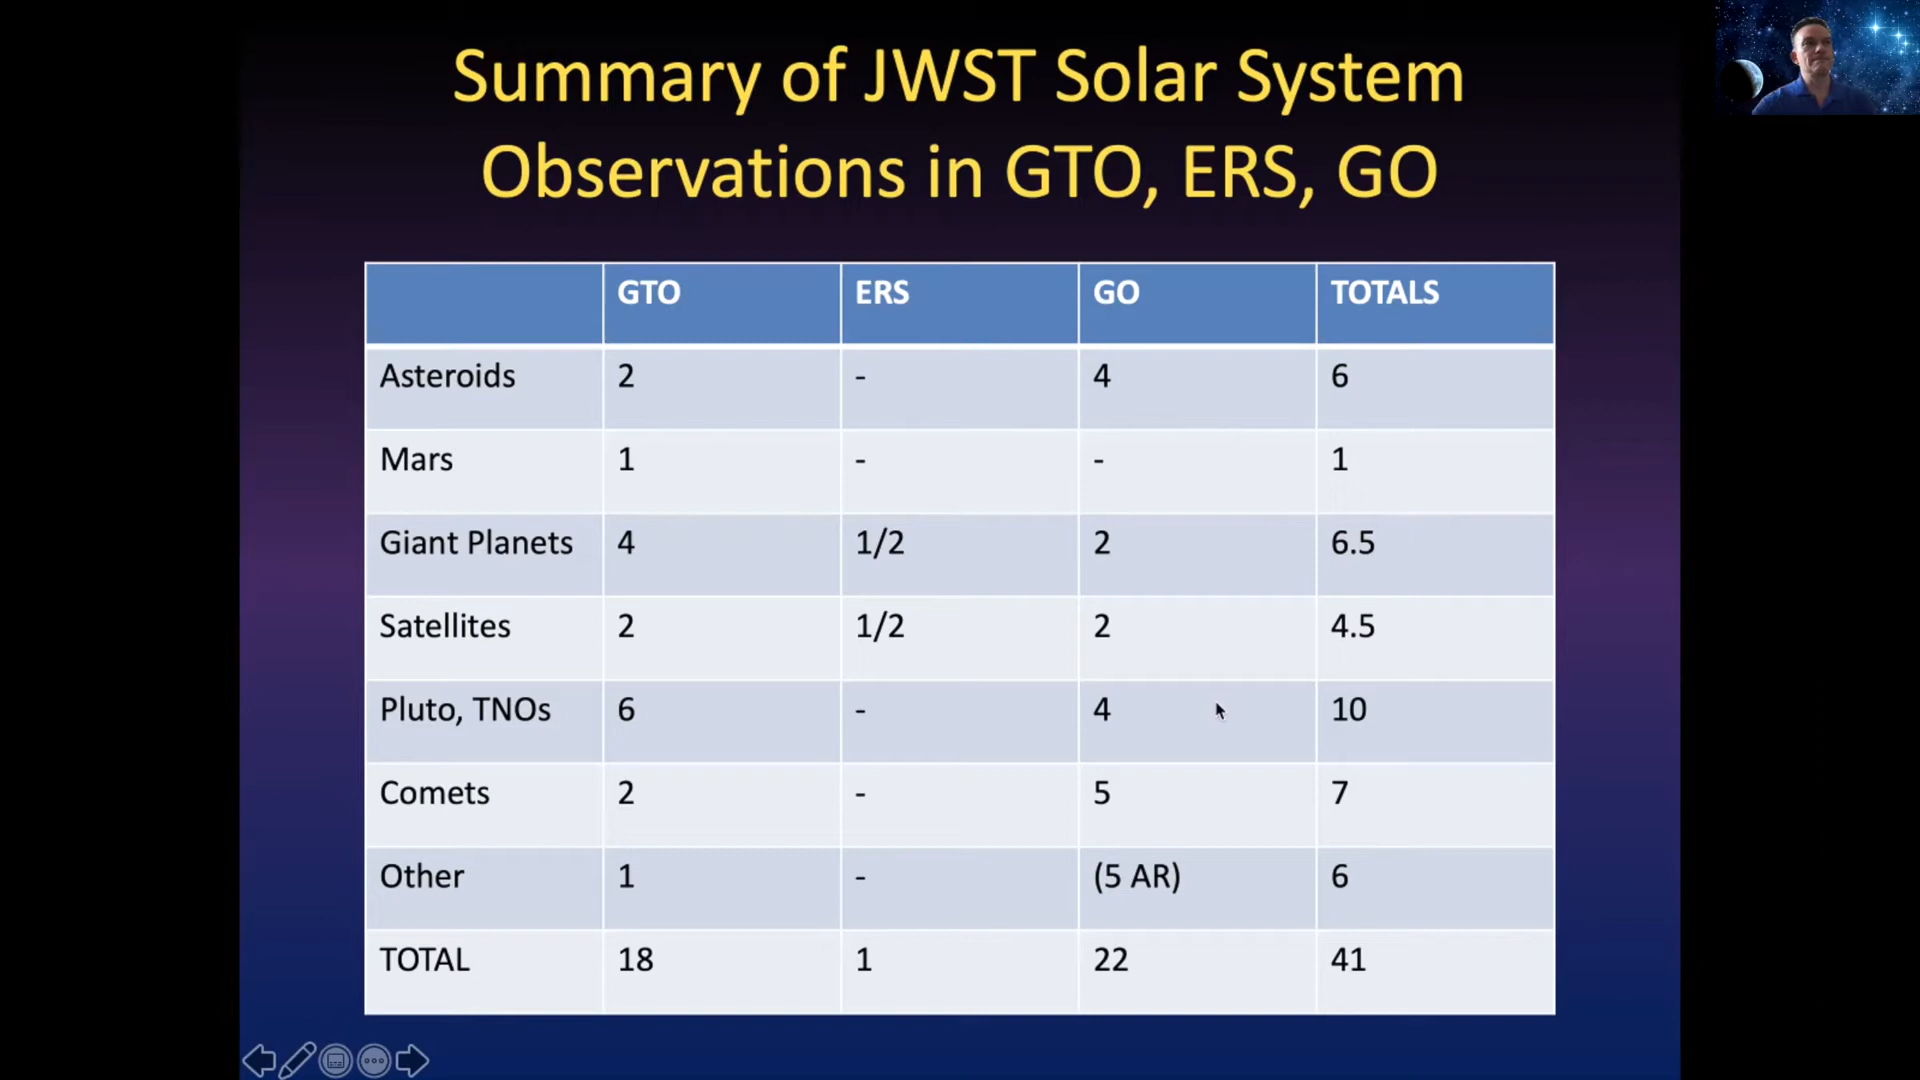 Summary of JWST Solar System
Observations in GTO, ERS, GO
GTO ERS GO TOTALS
Asteroids 2 - 4 6
Mars 1 - - 1
Giant Planets 4 1/2 2 6.5
Satellites 2 1/2 2 4.5
Pluto, TNOs 6 - 4 10
Comets 2 - 5 7
Other 1 - (5 AR) 6
TOTAL 18 1 22 41